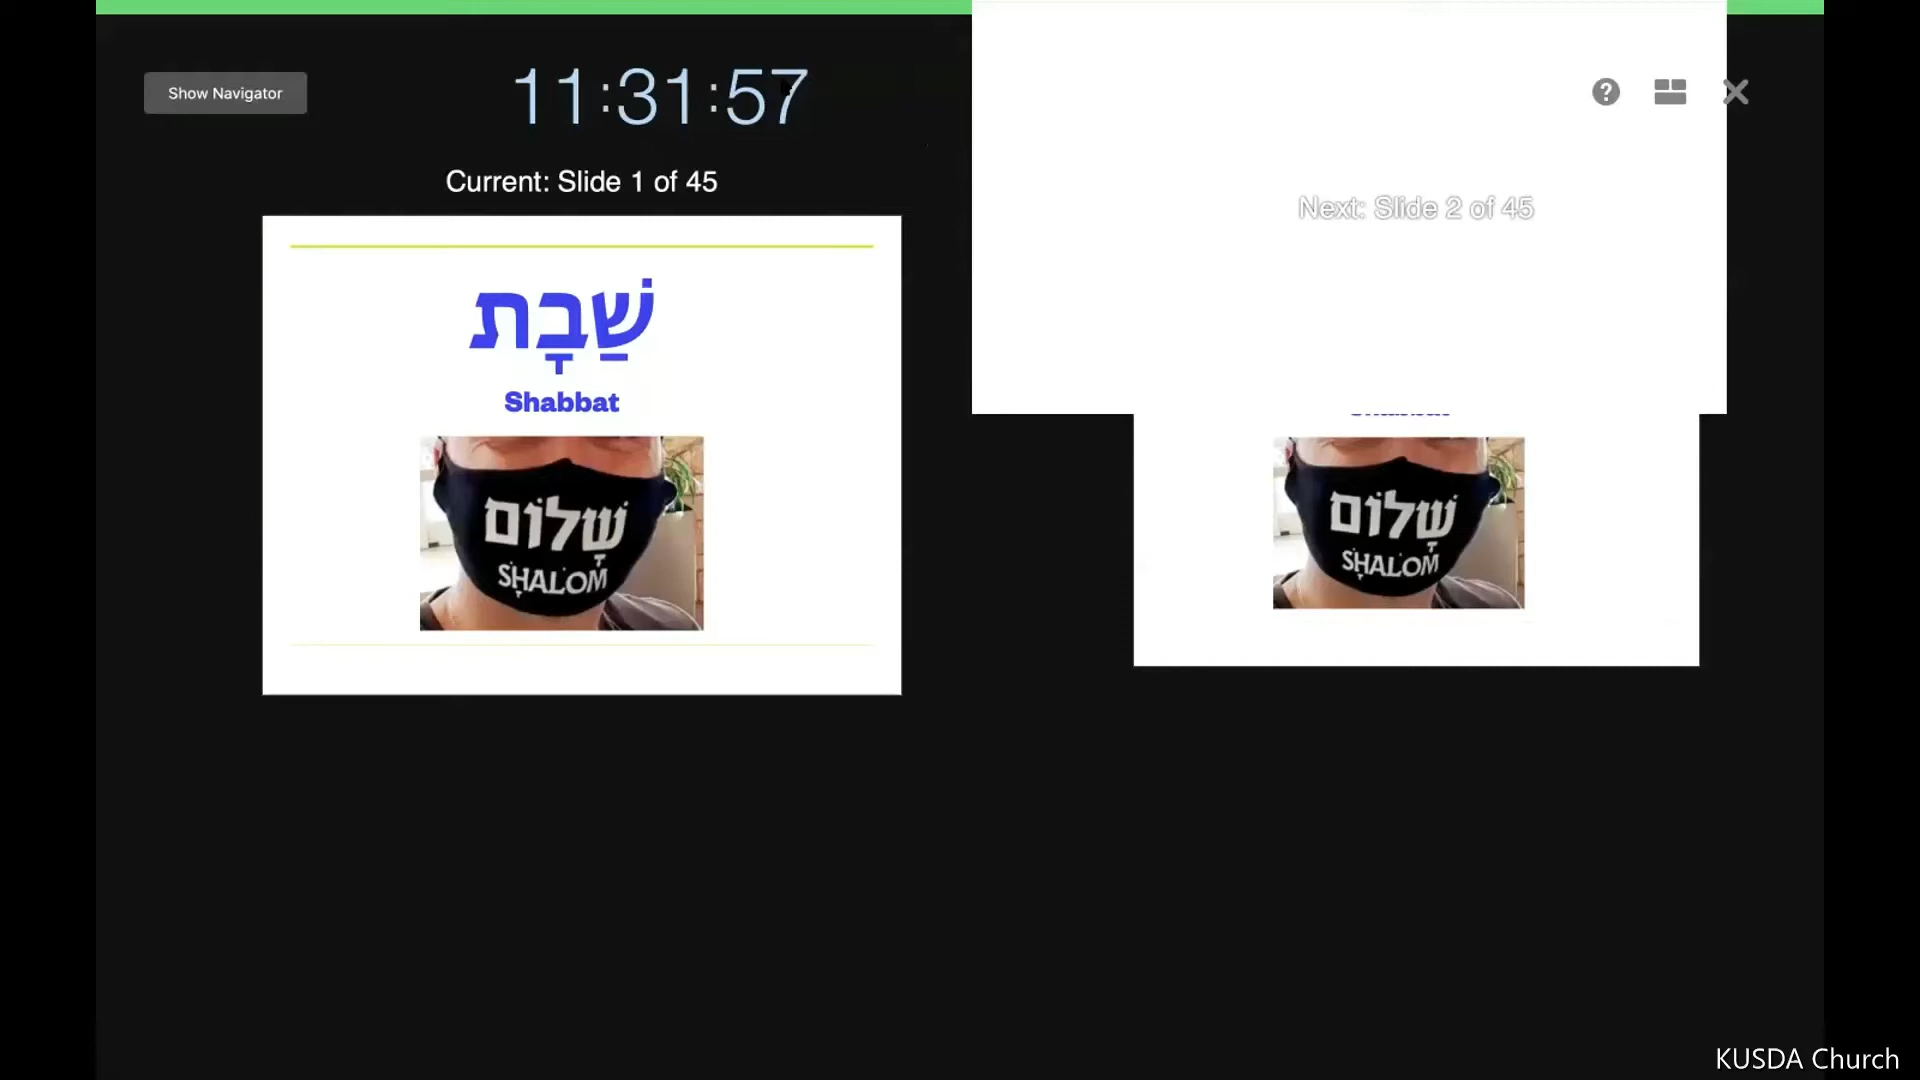 Show Navigator
11:31:57
Current: Slide 1 of 45
שַׁבָּת
Shabbat
שָׁלוֹם
SHALOM
Next: Slide 2 of 45
שָׁלוֹם
SHALOM
KUSDA Church